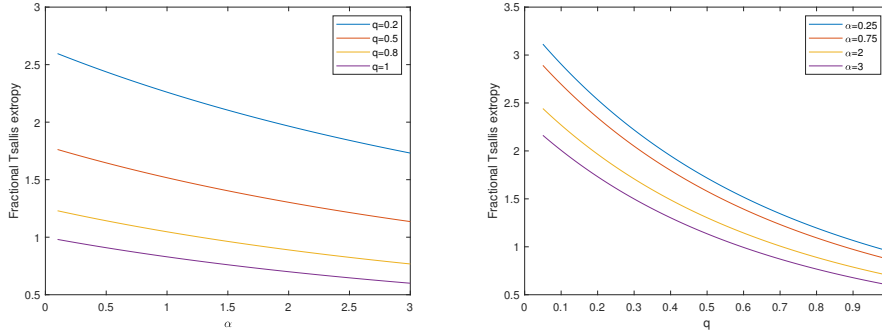 3
2.5
2
1.5
1
0.5
0
0.5
1
1.5
2
2.5
3
Fractional Tsallis extropy
α
q=0.2
q=0.5
q=0.8
q=1
3.5
3
2.5
2
1.5
1
0.5
0
0.1
0.2
0.3
0.4
0.5
0.6
0.7
0.8
0.9
Fractional Tsallis extropy
q
α=0.25
α=0.75
α=2
α=3